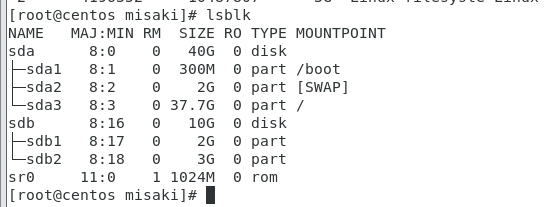 [root@centos misaki]# lsblk
NAME   MAJ:MIN RM  SIZE RO TYPE MOUNTPOINT
sda      8:0    0   40G  0 disk
├─sda1   8:1    0  300M  0 part /boot
├─sda2   8:2    0    2G  0 part [SWAP]
└─sda3   8:3    0 37.7G  0 part /
sdb      8:16   0   10G  0 disk
├─sdb1   8:17   0    2G  0 part
└─sdb2   8:18   0    3G  0 part
sr0     11:0    1 1024M  0 rom
[root@centos misaki]#